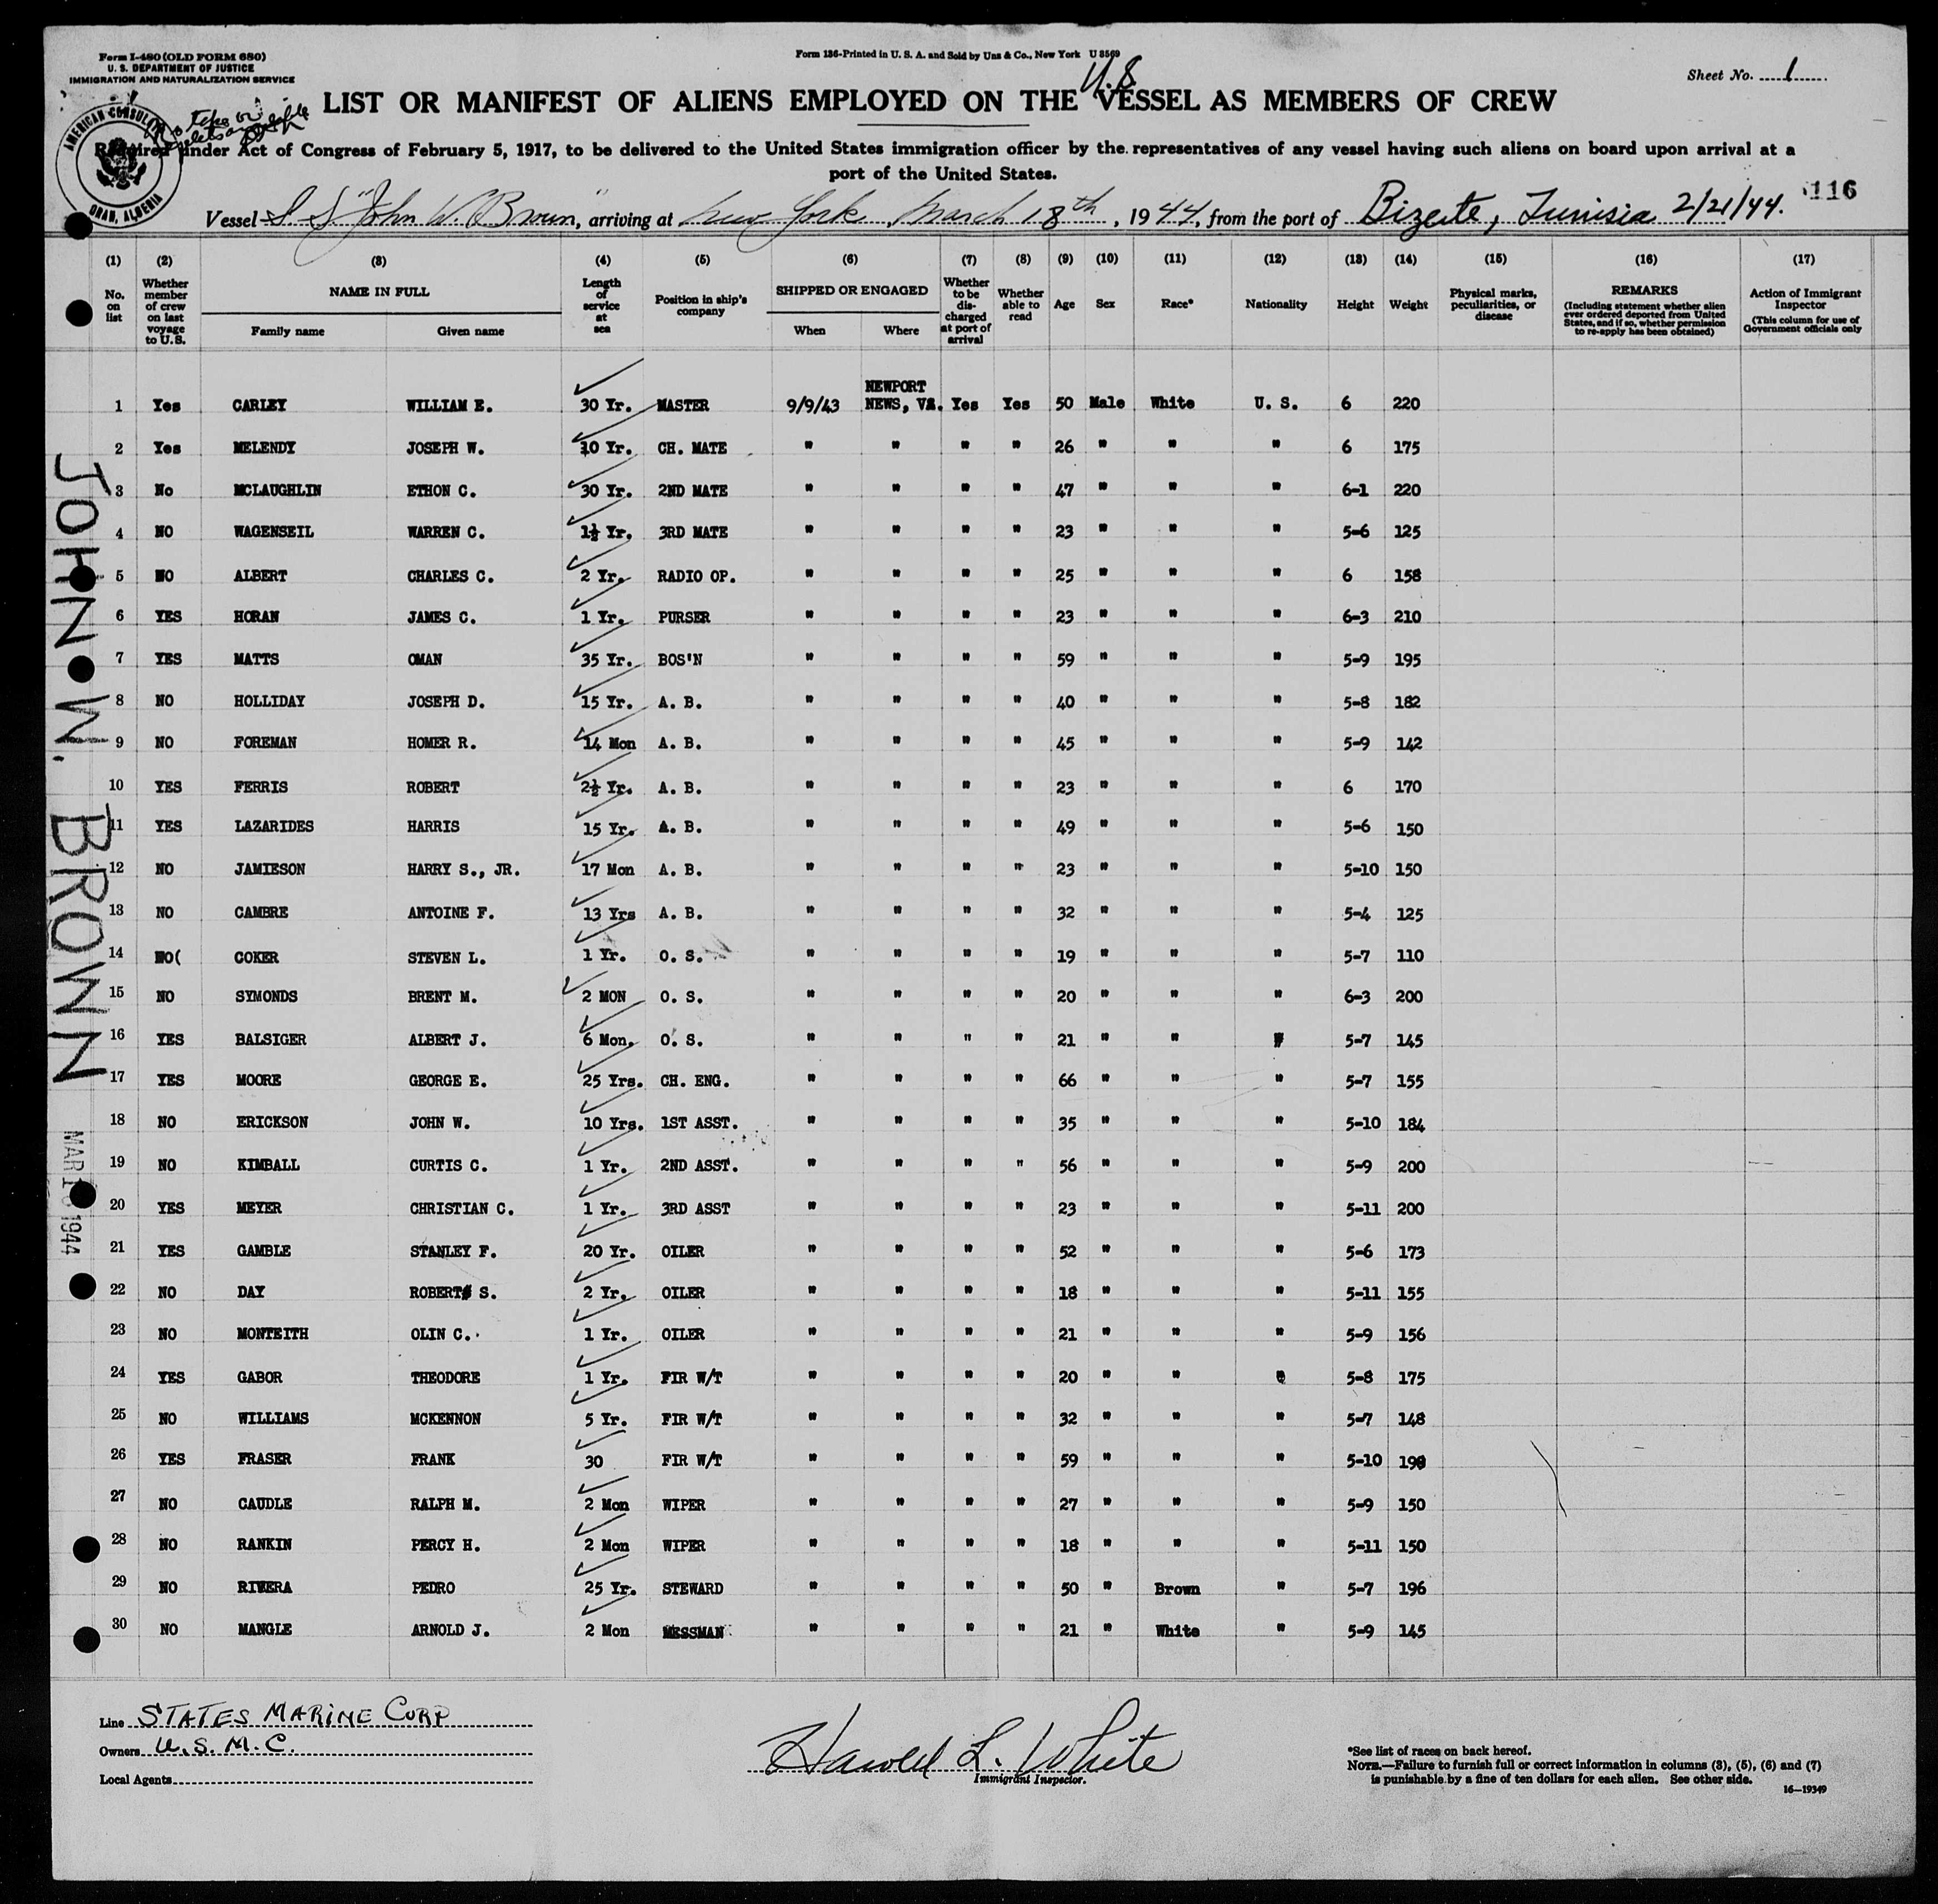 Form I-480 (OLD FORM 680)
U. S. DEPARTMENT OF JUSTICE
IMMIGRATION AND NATURALIZATION SERVICE
Form 136-Printed in U. S. A. and Sold by Unz & Co., New York U 8569
Sheet No. 1
U.S
LIST OR MANIFEST OF ALIENS EMPLOYED ON THE VESSEL AS MEMBERS OF CREW
AMERICAN CONSULATE
ORAN, ALGERIA
Required under Act of Congress of February 5, 1917, to be delivered to the United States immigration officer by the representatives of any vessel having such aliens on board upon arrival at a
port of the United States.
116
Vessel S. S. "John W. Brown", arriving at New York, March 18th, 1944, from the port of Bizerte, Tunisia 2/21/44.
(1) (2) (3) (4) (5) (6) (7) (8) (9) (10) (11) (12) (13) (14) (15) (16) (17)
No. on list
Whether member of crew on last voyage to U.S.
NAME IN FULL
Family name
Given name
Length of service at sea
Position in ship's company
SHIPPED OR ENGAGED
When
Where
Whether to be discharged at port of arrival
Whether able to read
Age
Sex
Race*
Nationality
Height
Weight
Physical marks, peculiarities, or disease
REMARKS
(Including statement whether alien ever ordered deported from United States, and if so, whether permission to re-apply has been obtained)
Action of Immigrant Inspector
(This column for use of Government officials only
1 Yes CARLEY WILLIAM E. 30 Yr. MASTER 9/9/43 NEWPORT NEWS, VA. Yes Yes 50 Male White U. S. 6 220
2 Yes MELENDY JOSEPH W. 10 Yr. CH. MATE " " " " 26 " " " 6 175
3 No MCLAUGHLIN ETHON C. 30 Yr. 2ND MATE " " " " 47 " " " 6-1 220
4 NO WAGENSEIL WARREN C. 1½ Yr. 3RD MATE " " " " 23 " " " 5-6 125
5 NO ALBERT CHARLES C. 2 Yr. RADIO OP. " " " " 25 " " " 6 158
6 YES HORAN JAMES C. 1 Yr. PURSER " " " " 23 " " " 6-3 210
7 YES MATTS OMAN 35 Yr. BOS'N " " " " 59 " " " 5-9 195
8 NO HOLLIDAY JOSEPH D. 15 Yr. A. B. " " " " 40 " " " 5-8 182
9 NO FOREMAN HOMER R. 14 Mon A. B. " " " " 45 " " " 5-9 142
10 YES FERRIS ROBERT 2½ Yr. A. B. " " " " 23 " " " 6 170
11 YES LAZARIDES HARRIS 15 Yr. A. B. " " " " 49 " " " 5-6 150
12 NO JAMIESON HARRY S., JR. 17 Mon A. B. " " " " 23 " " " 5-10 150
13 NO CAMBRE ANTOINE F. 13 Yrs A. B. " " " " 32 " " " 5-4 125
14 NO( COKER STEVEN L. 1 Yr. O. S. " " " " 19 " " " 5-7 110
15 NO SYMONDS BRENT M. 2 MON O. S. " " " " 20 " " " 6-3 200
16 YES BALSIGER ALBERT J. 6 Mon. O. S. " " " " 21 " " " 5-7 145
17 YES MOORE GEORGE E. 25 Yrs. CH. ENG. " " " " 66 " " " 5-7 155
18 NO ERICKSON JOHN W. 10 Yrs. 1ST ASST. " " " " 35 " " " 5-10 184
19 NO KIMBALL CURTIS C. 1 Yr. 2ND ASST. " " " " 56 " " " 5-9 200
20 YES MEYER CHRISTIAN C. 1 Yr. 3RD ASST " " " " 23 " " " 5-11 200
21 YES GAMBLE STANLEY F. 20 Yr. OILER " " " " 52 " " " 5-6 173
22 NO DAY ROBERT S. 2 Yr. OILER " " " " 18 " " " 5-11 155
23 NO MONTEITH OLIN C. 1 Yr. OILER " " " " 21 " " " 5-9 156
24 YES GABOR THEODORE 1 Yr. FIR W/T " " " " 20 " " " 5-8 175
25 NO WILLIAMS MCKENNON 5 Yr. FIR W/T " " " " 32 " " " 5-7 148
26 YES FRASER FRANK 30 FIR W/T " " " " 59 " " " 5-10
27 NO CAUDLE RALPH M. 2 Mon WIPER " " " " 27 " " " 5-9 150
28 NO RANKIN PERCY H. 2 Mon WIPER " " " " 18 " " " 5-11 150
29 NO RIVERA PEDRO 25 Yr. STEWARD " " " " 50 " Brown " 5-7 196
30 NO MANGLE ARNOLD J. 2 Mon MESSMAN " " " " 21 " White " 5-9 145
JOHN W. BROWN
MAR 1 1944
Line STATES MARINE CORP
Owners U.S.M.C.
Local Agents
Harold L. White
Immigrant Inspector.
*See list of races on back hereof.
NOTE.—Failure to furnish full or correct information in columns (3), (5), (6) and (7)
is punishable by a fine of ten dollars for each alien. See other side.
16—19349